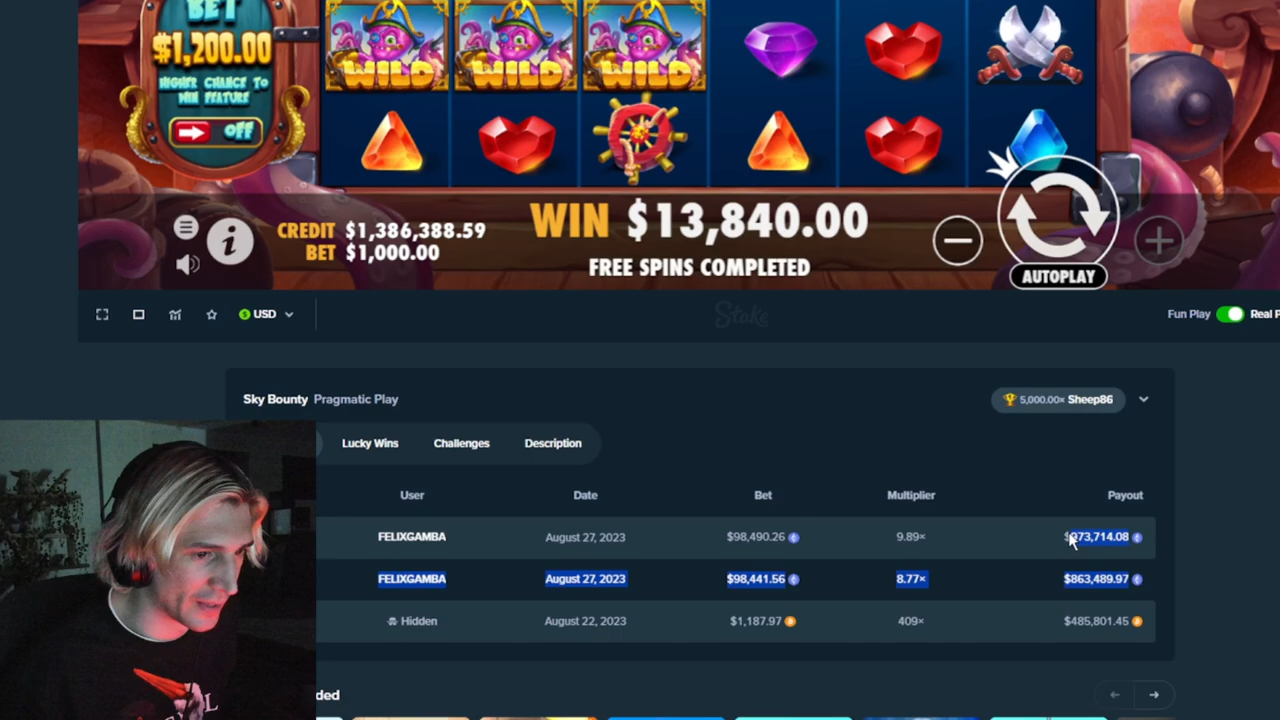 BET
$1,200.00
HIGHER CHANCE TO
WIN FEATURE
OFF
WILD WILD WILD
CREDIT $1,386,388.59
BET $1,000.00
WIN $13,840.00
FREE SPINS COMPLETED
AUTOPLAY
USD
Stake
Fun Play Real
Sky Bounty Pragmatic Play
5,000.00× Sheep86
Lucky Wins Challenges Description
User Date Bet Multiplier Payout
FELIXGAMBA August 27, 2023 $98,490.26 9.89× $973,714.08
FELIXGAMBA August 27, 2023 $98,441.56 8.77× $863,489.97
Hidden August 22, 2023 $1,187.97 409× $485,801.45
ded